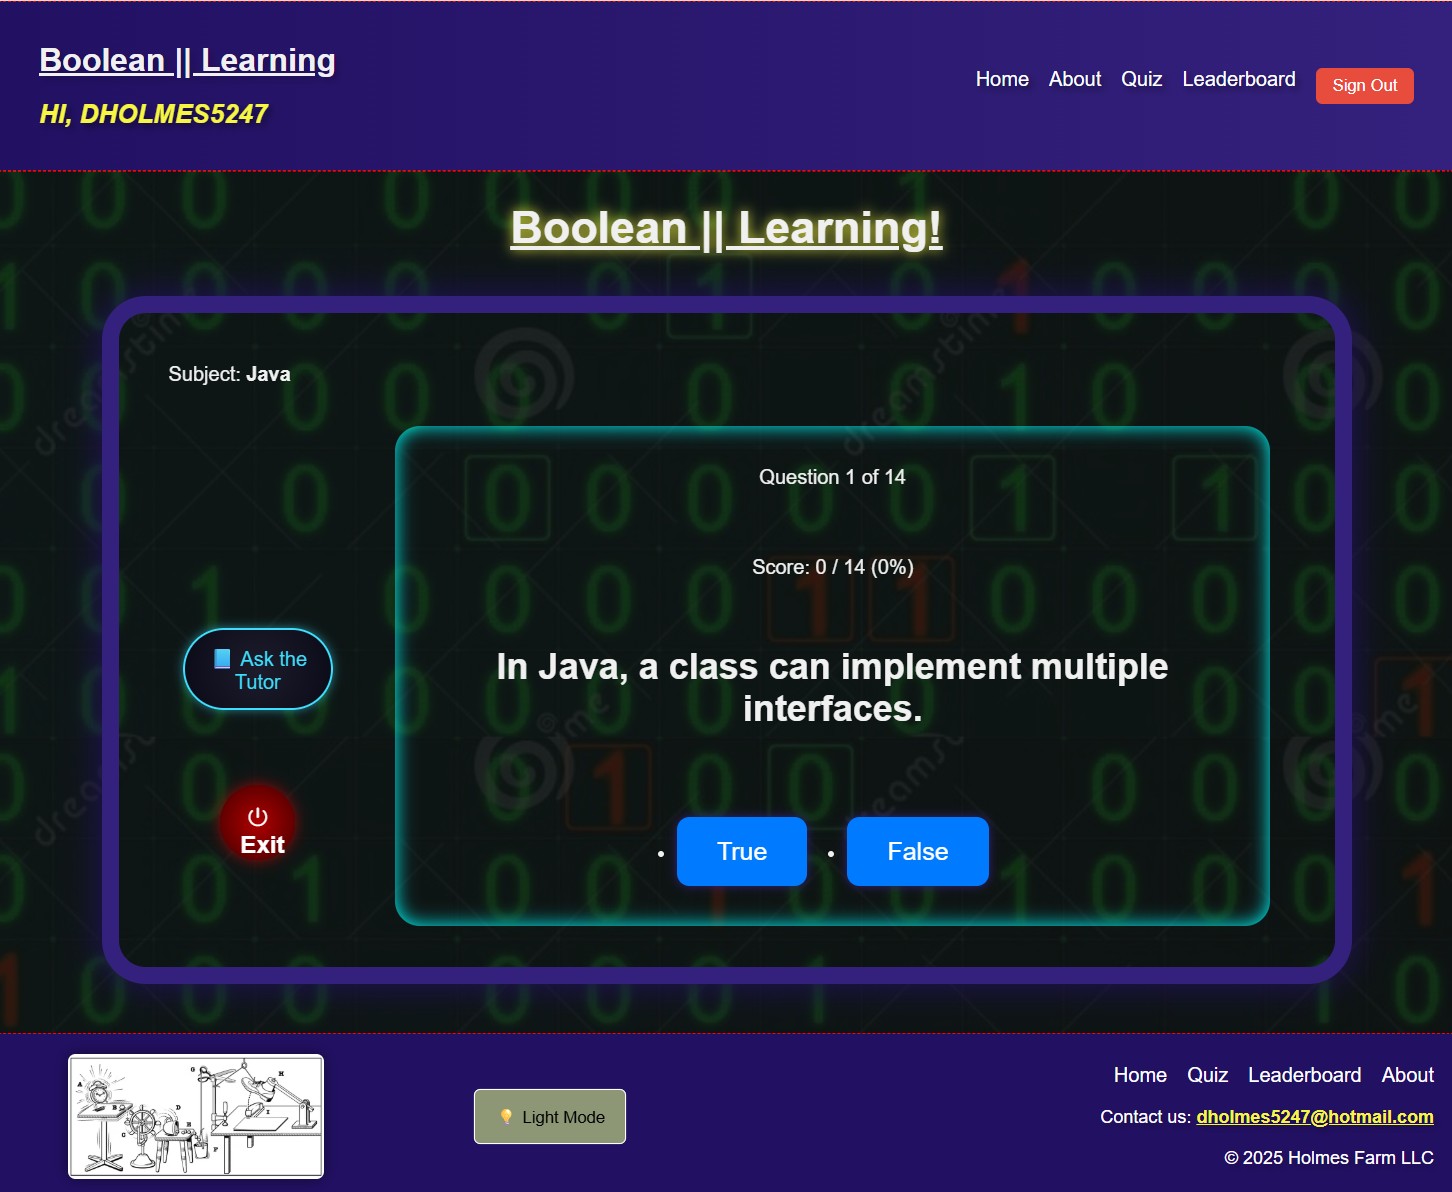 Boolean || Learning
HI, DHOLMES5247
Home About Quiz Leaderboard Sign Out
Boolean || Learning!
Subject: Java
Question 1 of 14
Score: 0 / 14 (0%)
In Java, a class can implement multiple
interfaces.
📘 Ask the
Tutor
Exit
• True • False
💡 Light Mode
Home Quiz Leaderboard About
Contact us: dholmes5247@hotmail.com
© 2025 Holmes Farm LLC